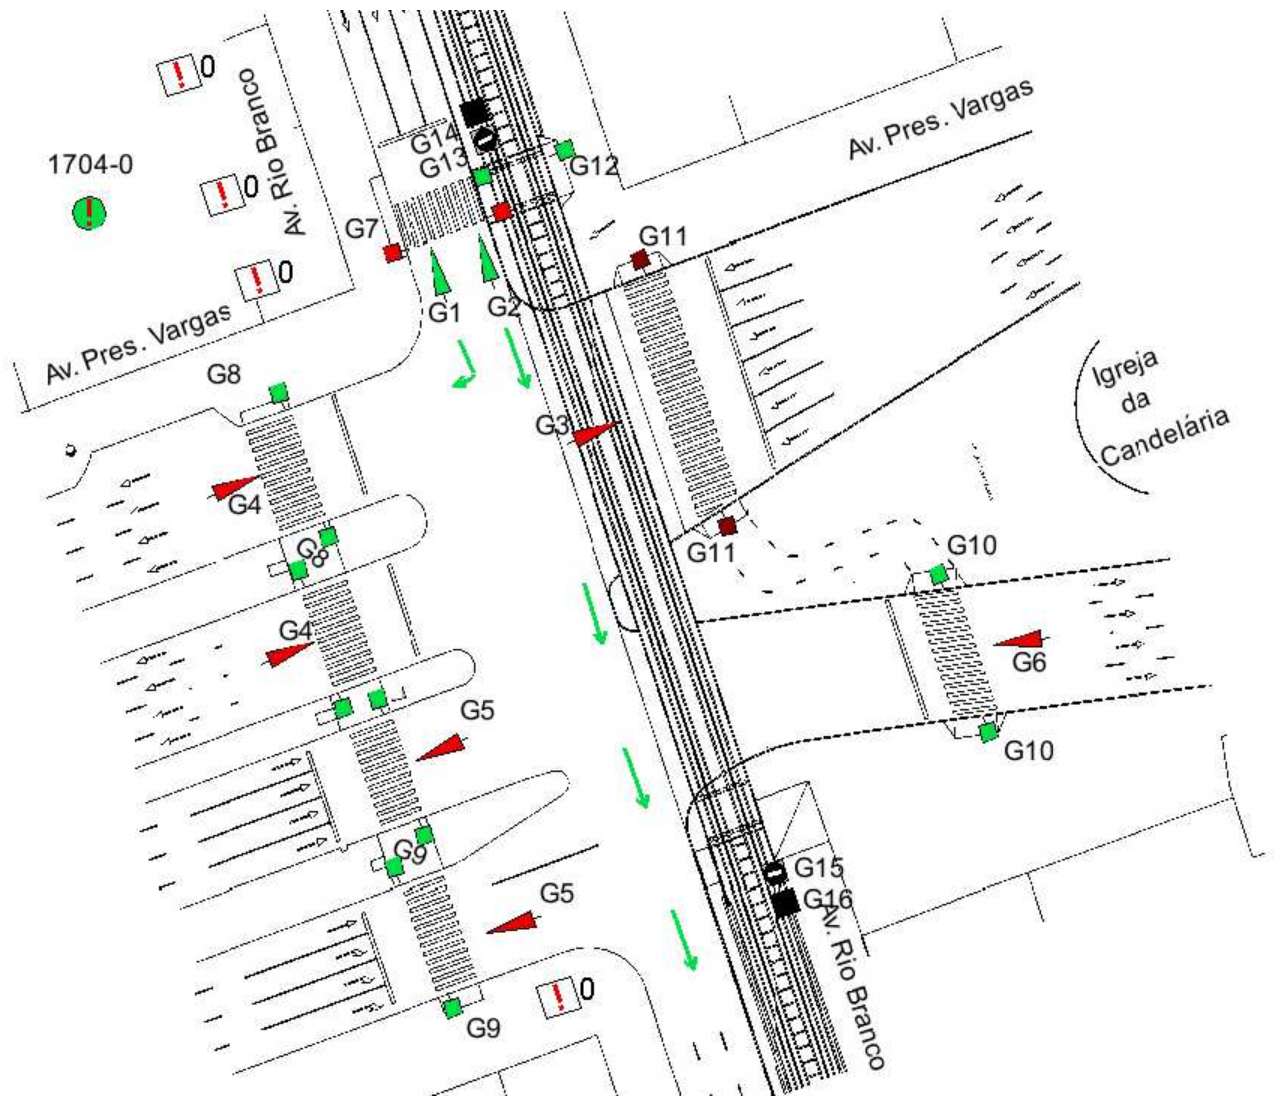 0
Av. Rio Branco
1704-0
0
0
Av. Pres. Vargas
Av. Pres. Vargas
G14
G13
G12
G7
G11
G1
G2
G8
G3
Igreja
da
Candelária
G4
G8
G11
G10
G4
G6
G5
G10
G9
G15
G16
G5
Av. Rio Branco
0
G9